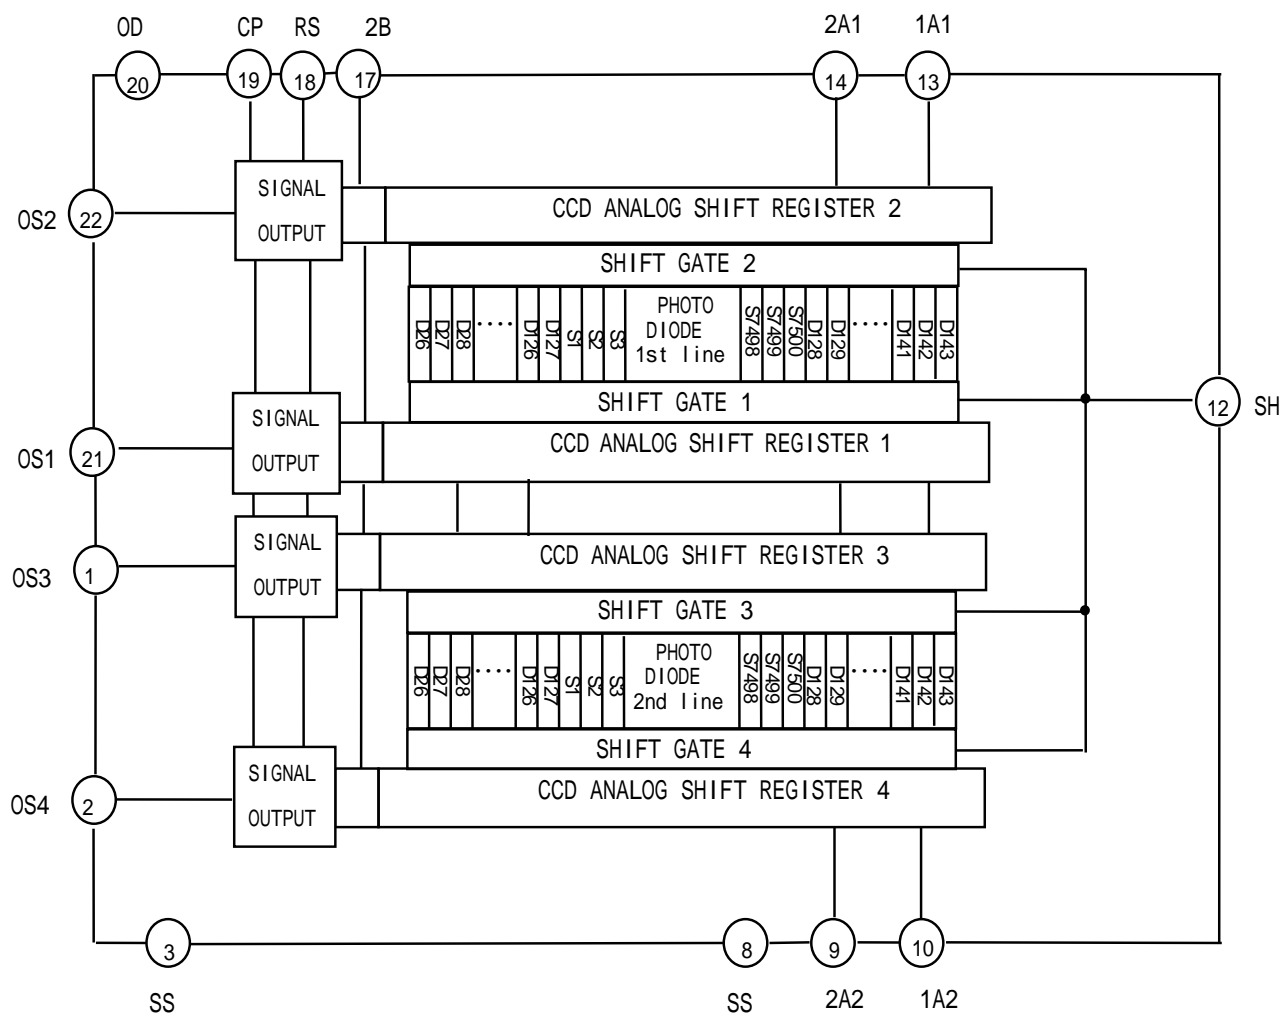 OD CP RS 2B 2A1 1A1
20 19 18 17 14 13
SIGNAL
OUTPUT
CCD ANALOG SHIFT REGISTER 2
OS2 22
SHIFT GATE 2
D26 D27 D28 ···· D126 D127 S1 S2 S3
PHOTO
DIODE
1st line
S7498 S7499 S7500 D128 D129 ···· D141 D142 D143
SHIFT GATE 1
12 SH
SIGNAL
OUTPUT
CCD ANALOG SHIFT REGISTER 1
OS1 21
SIGNAL
OUTPUT
CCD ANALOG SHIFT REGISTER 3
OS3 1
SHIFT GATE 3
D26 D27 D28 ···· D126 D127 S1 S2 S3
PHOTO
DIODE
2nd line
S7498 S7499 S7500 D128 D129 ···· D141 D142 D143
SHIFT GATE 4
SIGNAL
OUTPUT
CCD ANALOG SHIFT REGISTER 4
OS4 2
3 8 9 10
SS SS 2A2 1A2